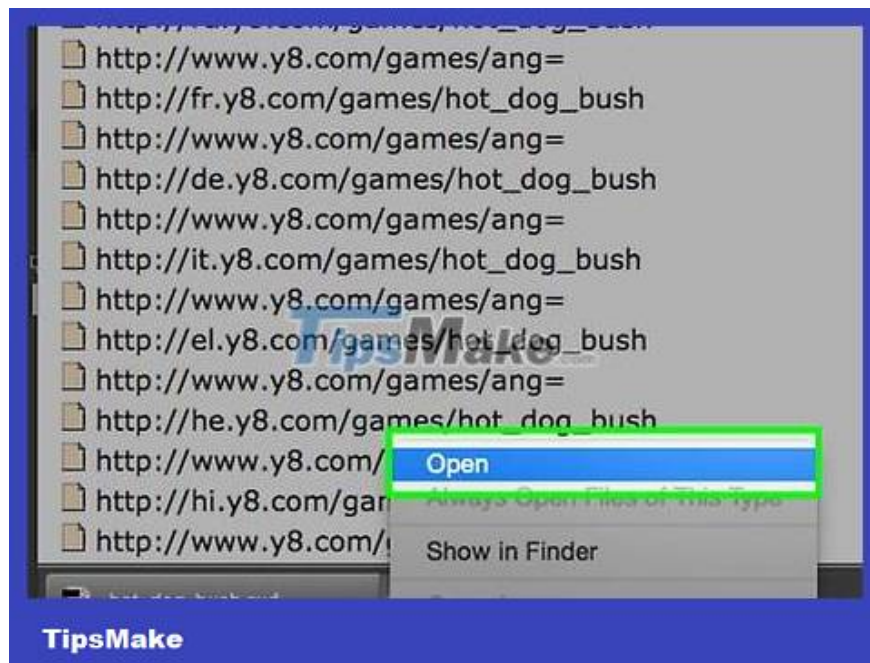 http://www.y8.com/games/ang=
http://fr.y8.com/games/hot_dog_bush
http://www.y8.com/games/ang=
http://de.y8.com/games/hot_dog_bush
http://www.y8.com/games/ang=
http://it.y8.com/games/hot_dog_bush
http://www.y8.com/games/ang=
http://el.y8.com/games/hot_dog_bush
TipsMake.com
http://www.y8.com/games/ang=
http://he.y8.com/games/hot_dog_bush
http://www.y8.com/
Open
http://hi.y8.com/gam
Always Open Files of This Type
http://www.y8.com/
Show in Finder
TipsMake